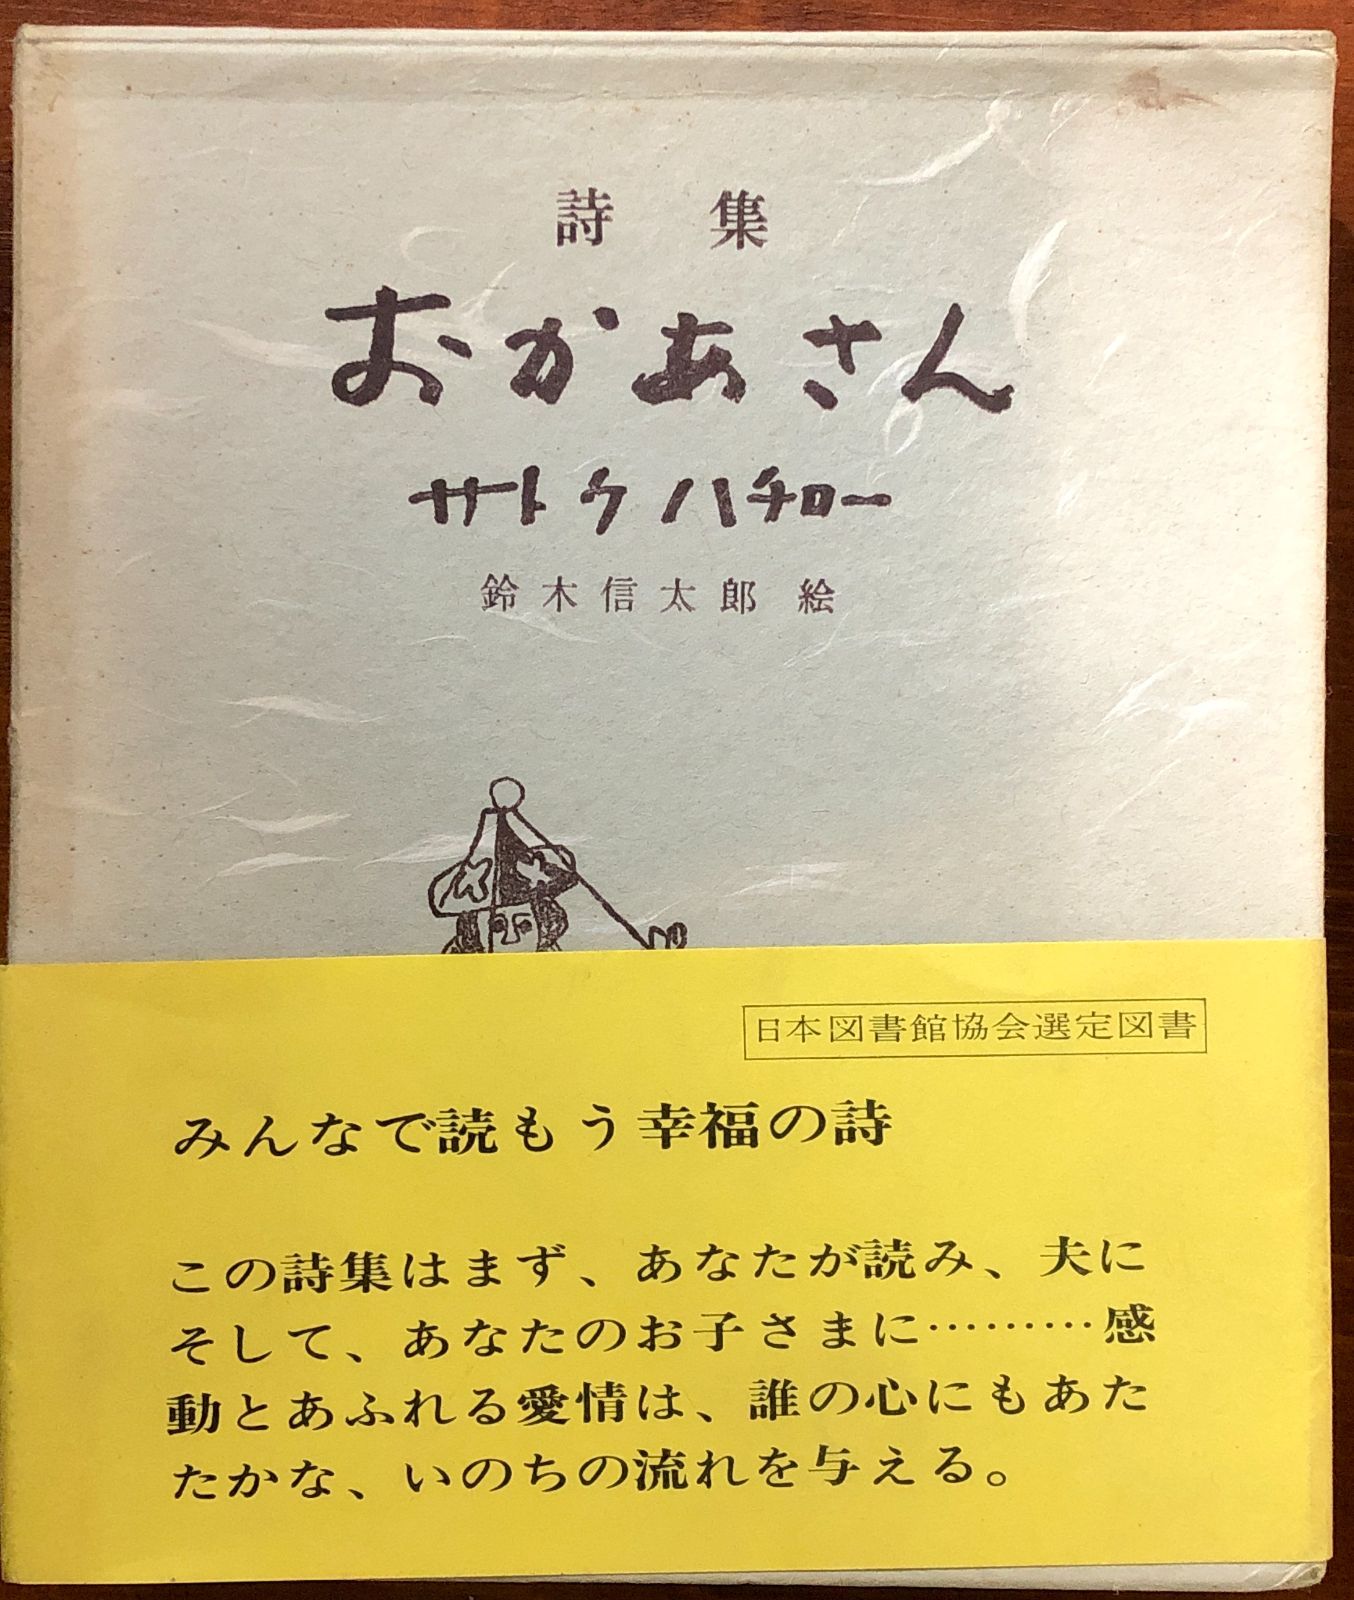 詩集
おかあさん
サトウハチロー
鈴木信太郎 絵
日本図書館協会選定図書
みんなで読もう幸福の詩
この詩集はまず、あなたが読み、夫に
そして、あなたのお子さまに………感
動とあふれる愛情は、誰の心にもあた
たかな、いのちの流れを与える。